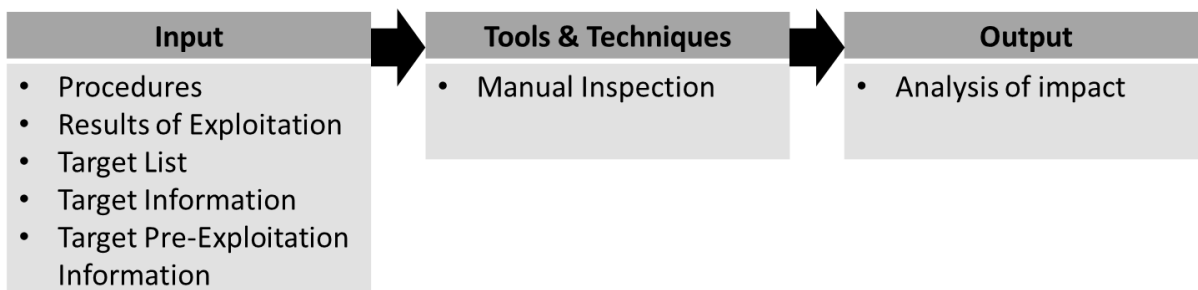 Input
• Procedures
• Results of Exploitation
• Target List
• Target Information
• Target Pre-Exploitation
Information
Tools & Techniques
• Manual Inspection
Output
• Analysis of impact